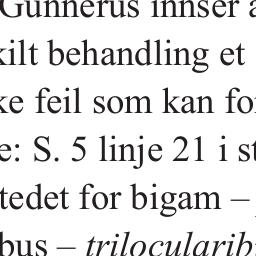 Gunnerus innser a
kilt behandling et
ke feil som kan fo
e: S. 5 linje 21 i st
tedet for bigam –
bus – trilocularib